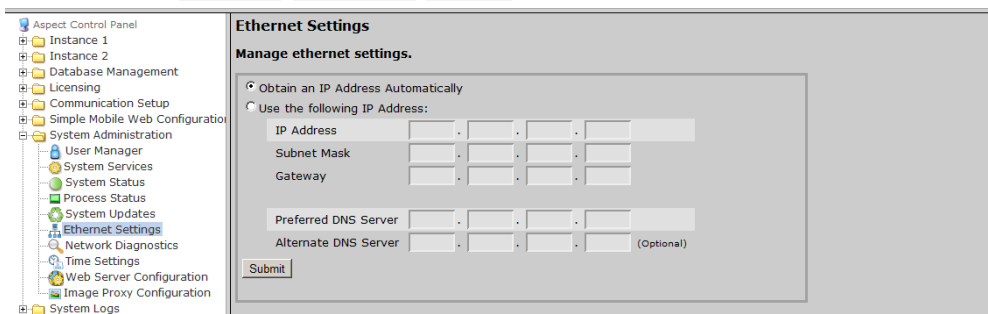 Aspect Control Panel
Instance 1
Instance 2
Database Management
Licensing
Communication Setup
Simple Mobile Web Configuratio
System Administration
User Manager
System Services
System Status
Process Status
System Updates
Ethernet Settings
Network Diagnostics
Time Settings
Web Server Configuration
Image Proxy Configuration
System Logs
Ethernet Settings
Manage ethernet settings.
Obtain an IP Address Automatically
Use the following IP Address:
IP Address . . .
Subnet Mask . . .
Gateway . . .
Preferred DNS Server . . .
Alternate DNS Server . . . (Optional)
Submit